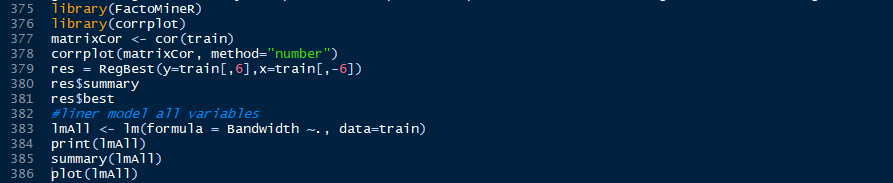 375 library(FactoMineR)
376 library(corrplot)
377 matrixCor <- cor(train)
378 corrplot(matrixCor, method="number")
379 res = RegBest(y=train[,6],x=train[,-6])
380 res$summary
381 res$best
382 #liner model all variables
383 lmAll <- lm(formula = Bandwidth ~., data=train)
384 print(lmAll)
385 summary(lmAll)
386 plot(lmAll)